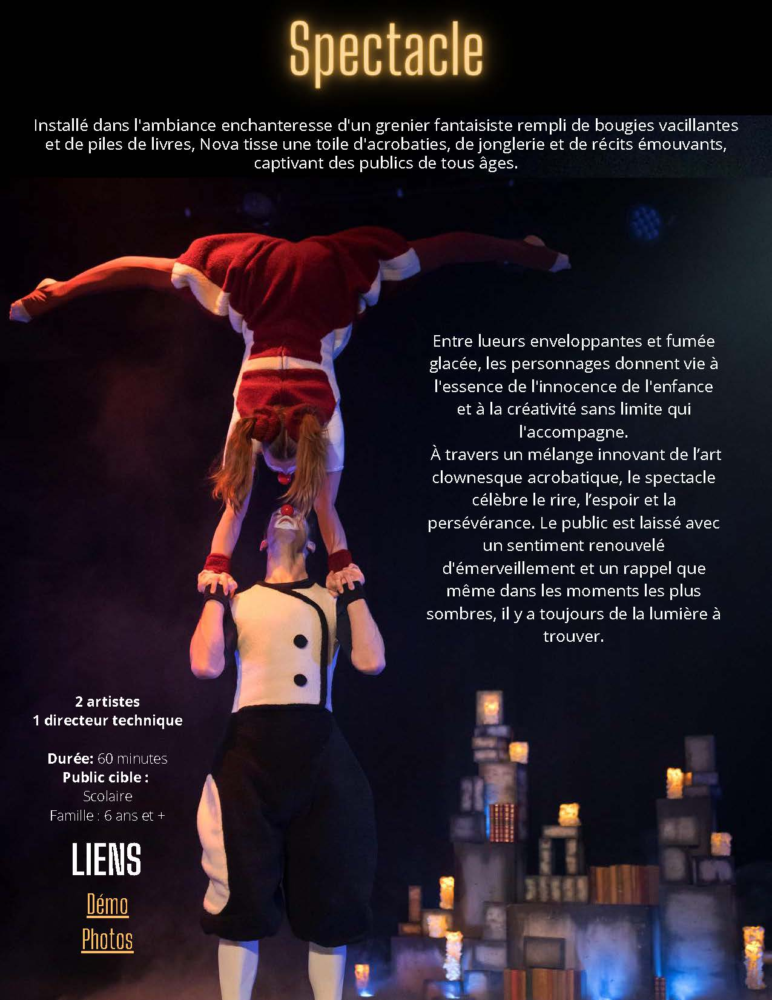 Spectacle
Installé dans l'ambiance enchanteresse d'un grenier fantaisiste rempli de bougies vacillantes
et de piles de livres, Nova tisse une toile d'acrobaties, de jonglerie et de récits émouvants,
captivant des publics de tous âges.
Entre lueurs enveloppantes et fumée
glacée, les personnages donnent vie à
l'essence de l'innocence de l'enfance
et à la créativité sans limite qui
l'accompagne.
À travers un mélange innovant de l’art
clownesque acrobatique, le spectacle
célèbre le rire, l’espoir et la
persévérance. Le public est laissé avec
un sentiment renouvelé
d'émerveillement et un rappel que
même dans les moments les plus
sombres, il y a toujours de la lumière à
trouver.
2 artistes
1 directeur technique
Durée: 60 minutes
Public cible :
Scolaire
Famille : 6 ans et +
LIENS
Démo
Photos